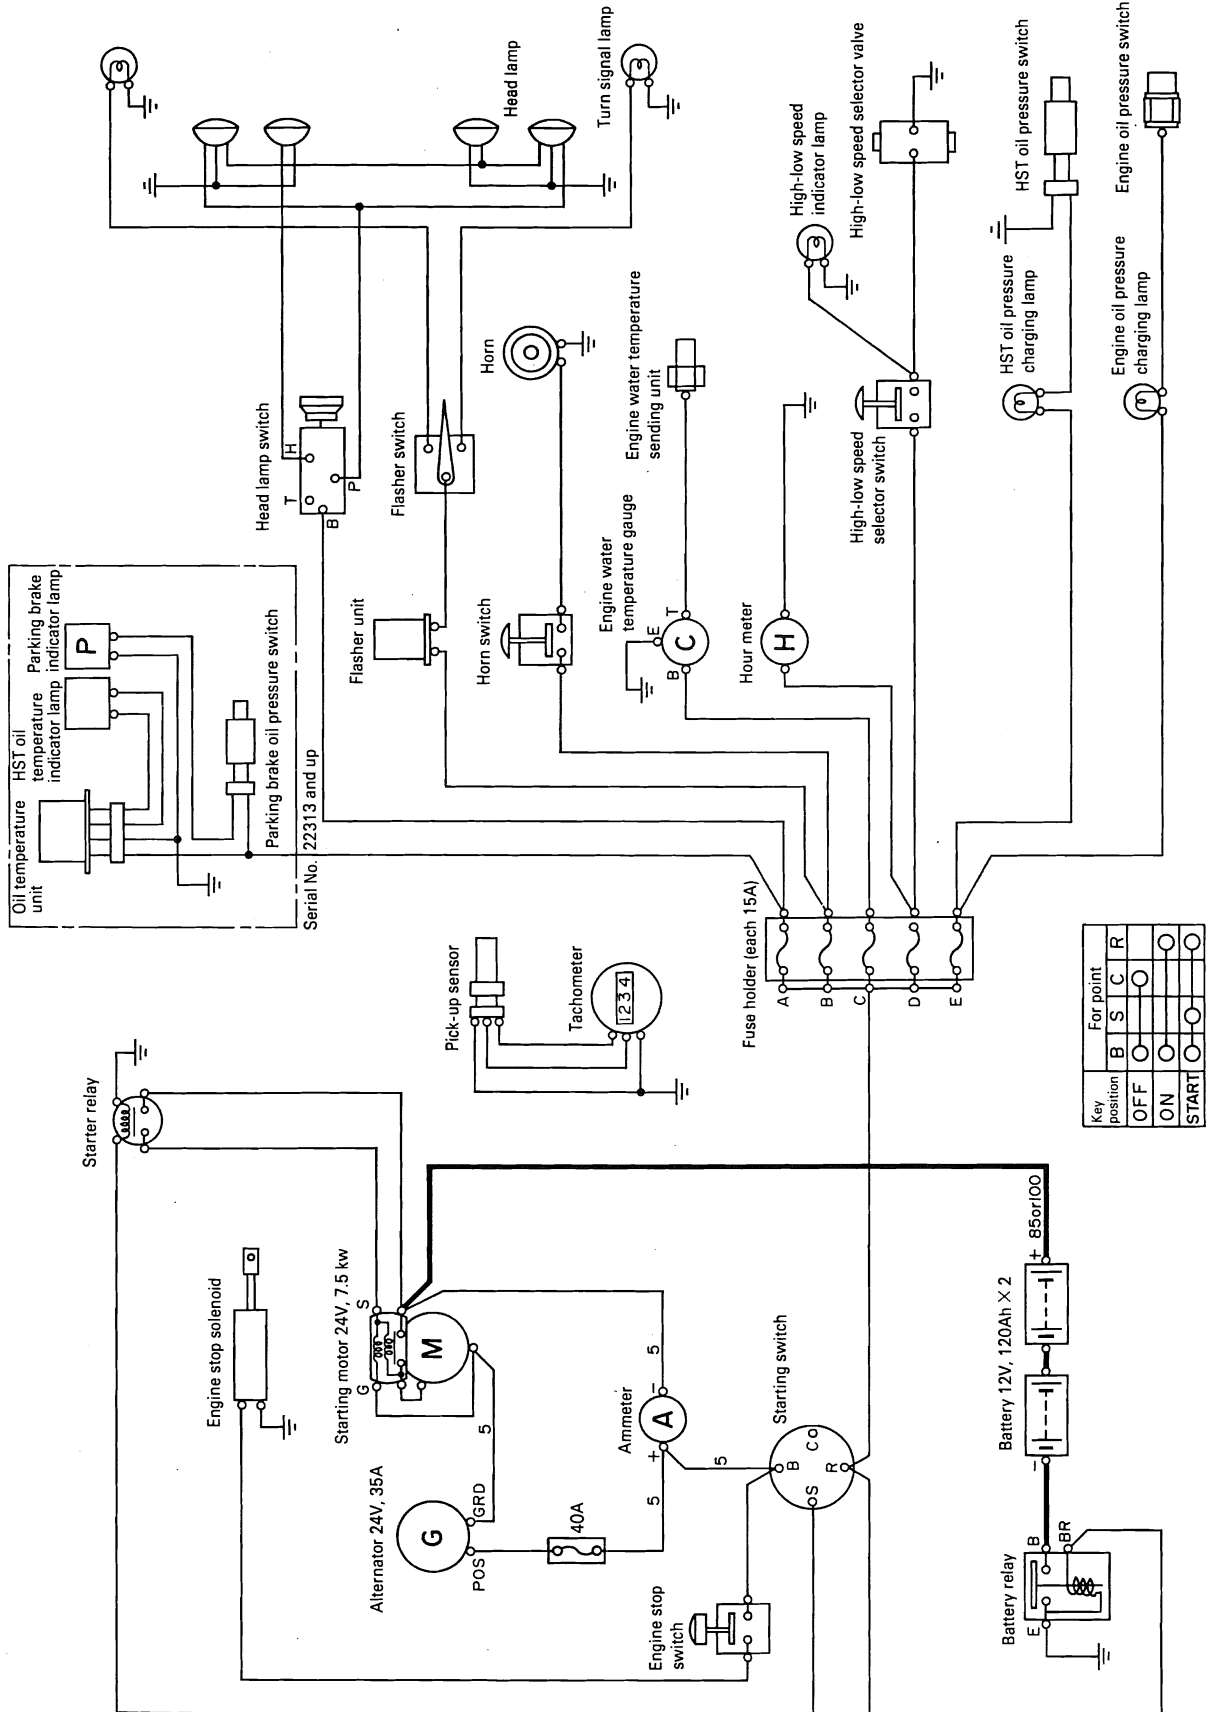 Head lamp
Turn signal lamp
High-low speed
indicator lamp
High-low speed selector valve
HST oil pressure switch
Engine oil pressure switch
Head lamp switch
T
H
B
P
Flasher switch
Horn
Engine water temperature
sending unit
High-low speed
selector switch
HST oil pressure
charging lamp
Engine oil pressure
charging lamp
Oil temperature
unit
HST oil
temperature
indicator lamp
Parking brake
indicator lamp
P
Parking brake oil pressure switch
Serial No. 22313 and up
Flasher unit
Horn switch
Engine water
temperature gauge
B
E
T
C
Hour meter
H
Pick-up sensor
Tachometer
1234
Fuse holder (each 15A)
A
B
C
D
E
Starter relay
Engine stop solenoid
Starting motor 24V, 7.5 kw
G
S
M
Alternator 24V, 35A
G
POS
GRD
5
40A
Ammeter
+
A
-
5
5
5
Starting switch
B
C
R
S
Engine stop
switch
Battery relay
E
B
BR
Battery 12V, 120Ah × 2
-
+
85or100
Key
position
For point
B S C R
OFF
ON
START